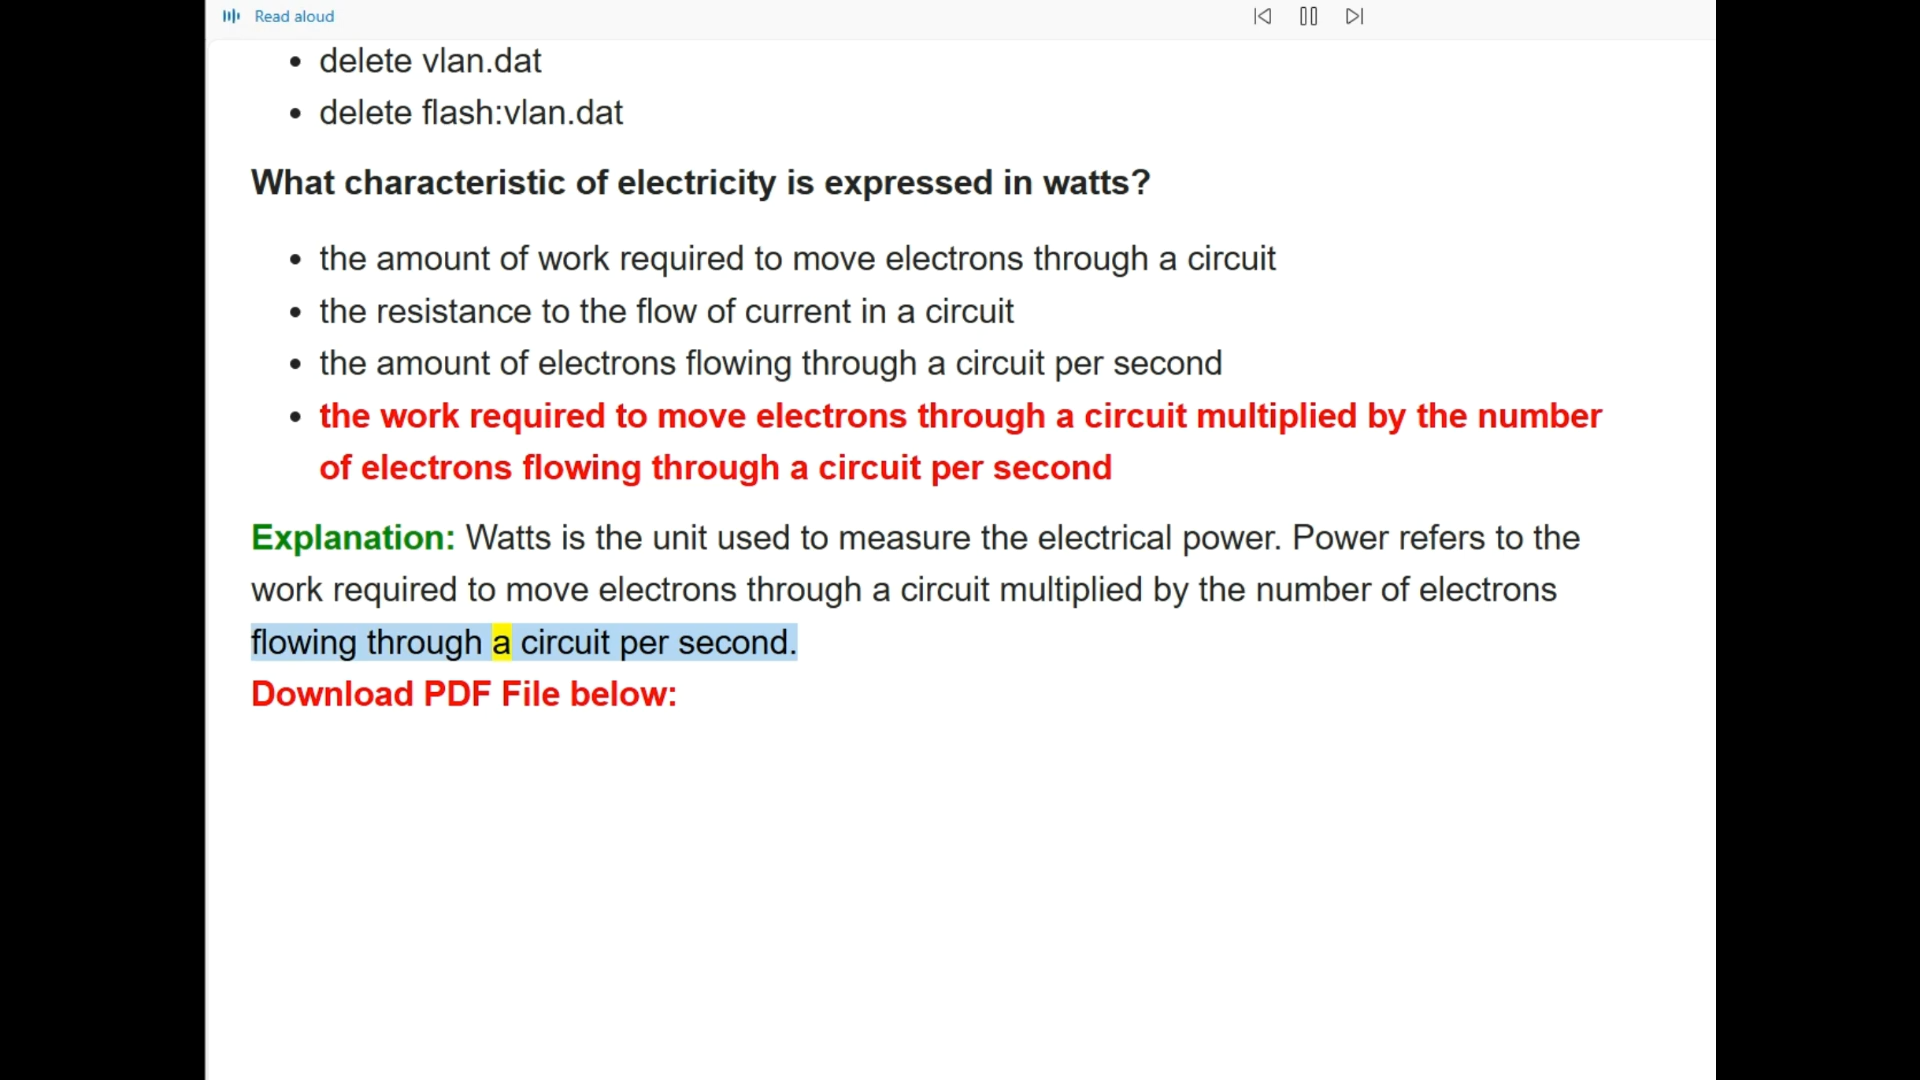 Read aloud
delete vlan.dat
delete flash:vlan.dat
What characteristic of electricity is expressed in watts?
the amount of work required to move electrons through a circuit
the resistance to the flow of current in a circuit
the amount of electrons flowing through a circuit per second
the work required to move electrons through a circuit multiplied by the number
of electrons flowing through a circuit per second
Explanation: Watts is the unit used to measure the electrical power. Power refers to the
work required to move electrons through a circuit multiplied by the number of electrons
flowing through a circuit per second.
Download PDF File below: